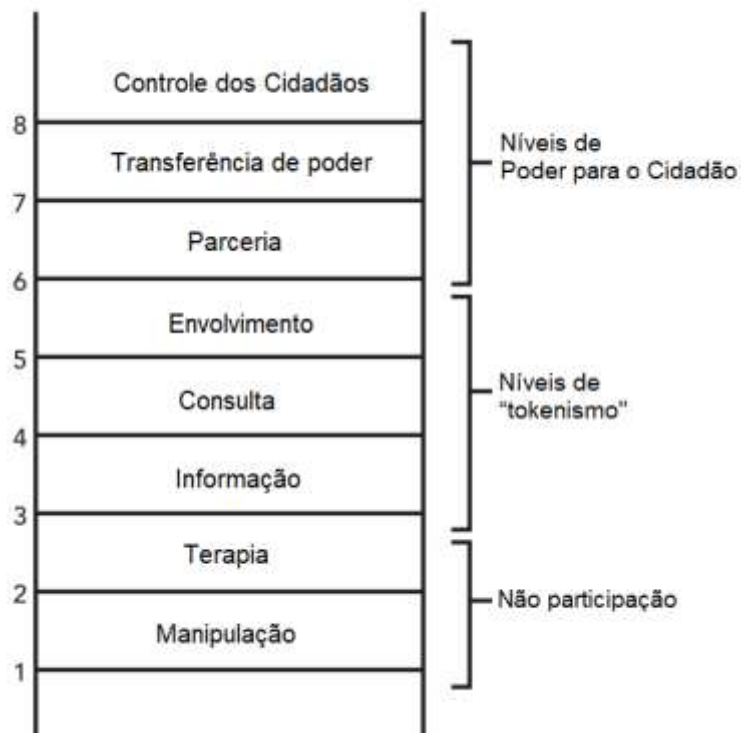 Controle dos Cidadãos
8
Transferência de poder
7
Parceria
6
Envolvimento
5
Consulta
4
Informação
3
Terapia
2
Manipulação
1
Níveis de
Poder para o Cidadão
Níveis de
“tokenismo"
Não participação